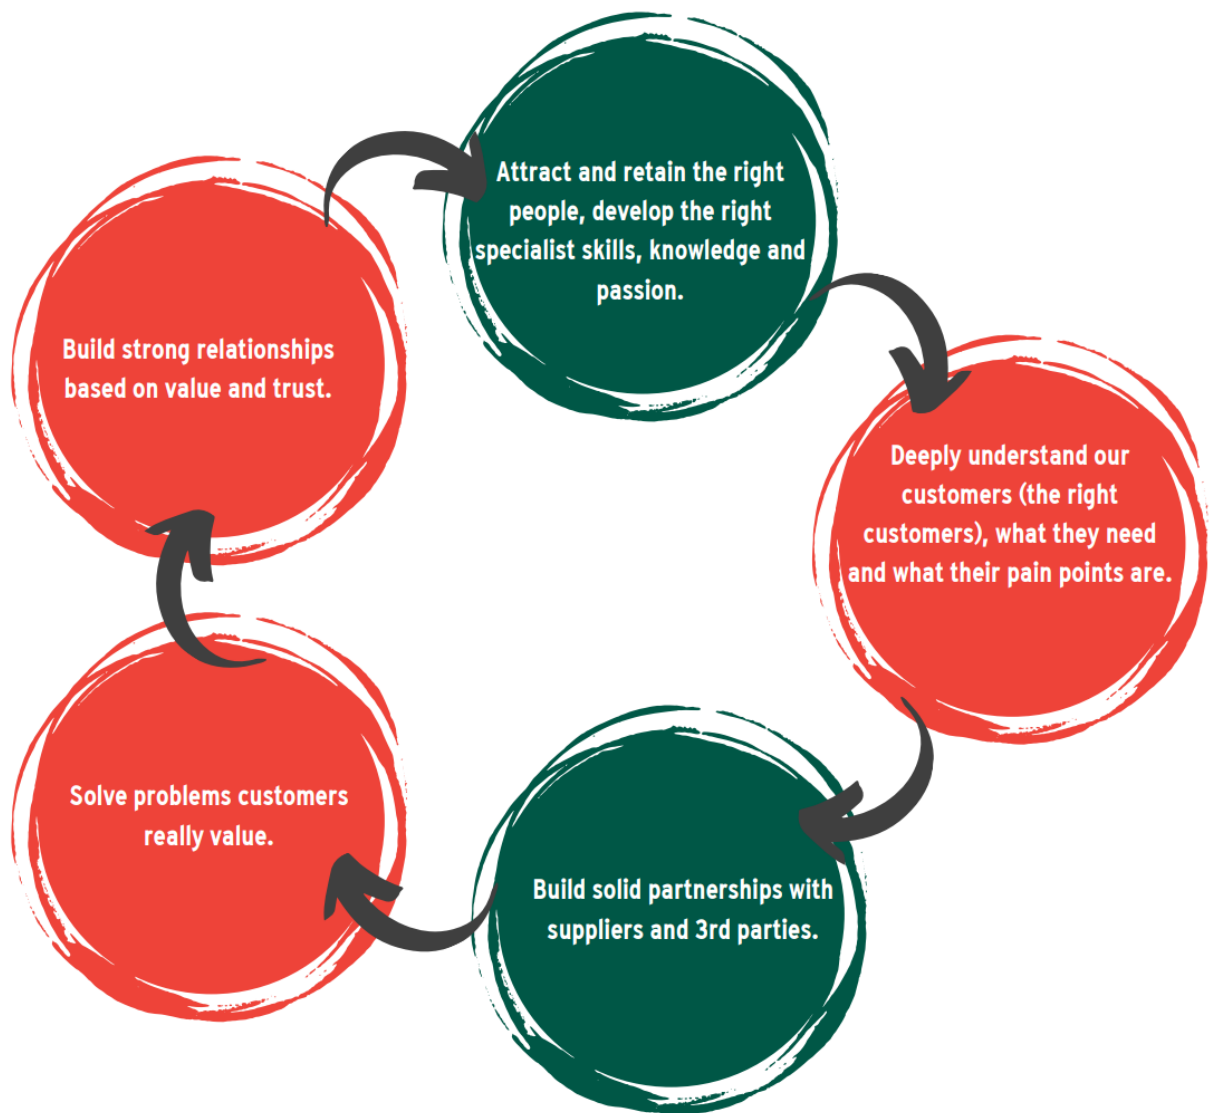 Attract and retain the right
people, develop the right
specialist skills, knowledge and
passion.
Deeply understand our
customers (the right
customers), what they need
and what their pain points are.
Build solid partnerships with
suppliers and 3rd parties.
Solve problems customers
really value.
Build strong relationships
based on value and trust.